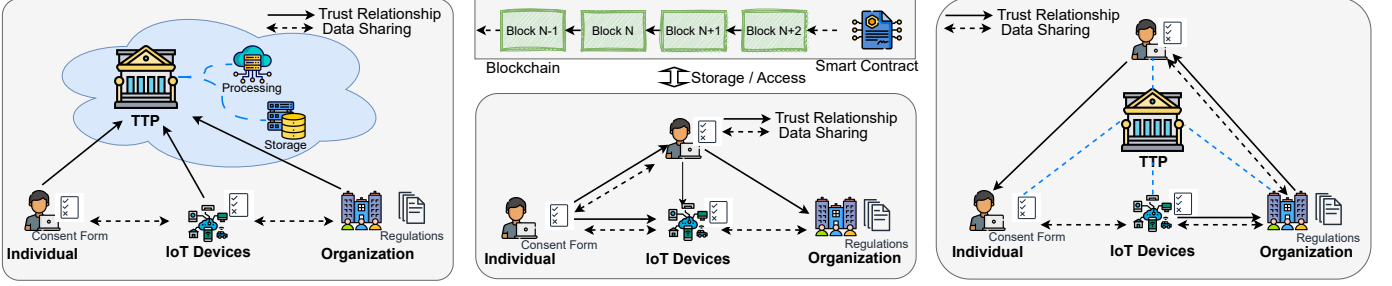 Trust Relationship
Data Sharing
Processing
TTP
Storage
Consent Form
Regulations
Individual
IoT Devices
Organization
Block N-1
Block N
Block N+1
Block N+2
Blockchain
Smart Contract
Storage / Access
Trust Relationship
Data Sharing
Consent Form
Regulations
Individual
IoT Devices
Organization
Trust Relationship
Data Sharing
TTP
Consent Form
Regulations
Individual
IoT Devices
Organization